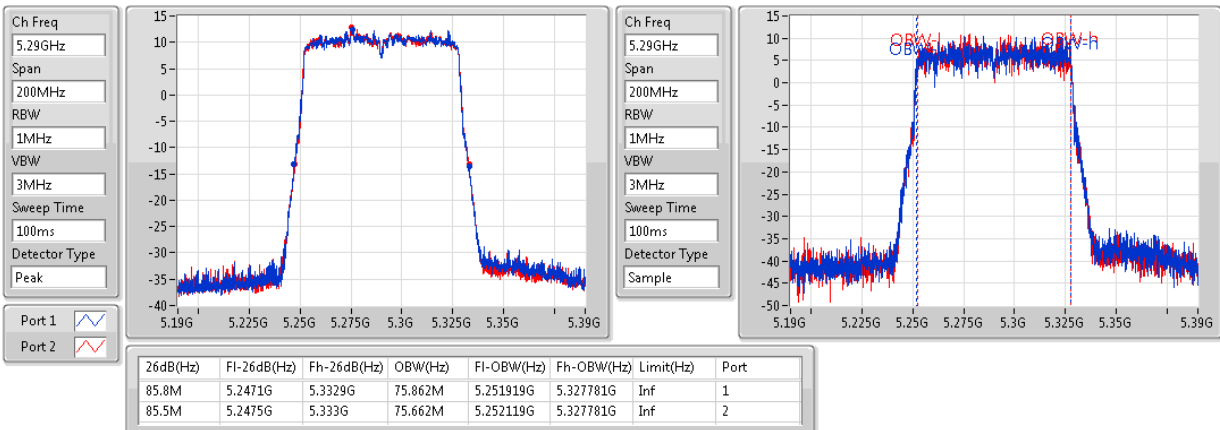 Ch Freq
5.29GHz
Span
200MHz
RBW
1MHz
VBW
3MHz
Sweep Time
100ms
Detector Type
Peak
Port 1
Port 2
15
10
5
0
-5
-10
-15
-20
-25
-30
-35
-40
5.19G 5.225G 5.25G 5.275G 5.3G 5.325G 5.35G 5.39G
Ch Freq
5.29GHz
Span
200MHz
RBW
1MHz
VBW
3MHz
Sweep Time
100ms
Detector Type
Sample
15
10
5
0
-5
-10
-15
-20
-25
-30
-35
-40
-45
-50
OBW-l OBW-h
5.19G 5.225G 5.25G 5.275G 5.3G 5.325G 5.35G 5.39G
26dB(Hz) Fl-26dB(Hz) Fh-26dB(Hz) OBW(Hz) Fl-OBW(Hz) Fh-OBW(Hz) Limit(Hz) Port
85.8M 5.2471G 5.3329G 75.862M 5.251919G 5.327781G Inf 1
85.5M 5.2475G 5.333G 75.662M 5.252119G 5.327781G Inf 2